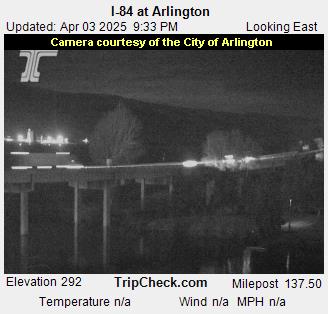 I-84 at Arlington
Updated: Apr 03 2025 9:33 PM Looking East
Camera courtesy of the City of Arlington
Elevation 292 TripCheck.com Milepost 137.50
Temperature n/a Wind n/a MPH n/a